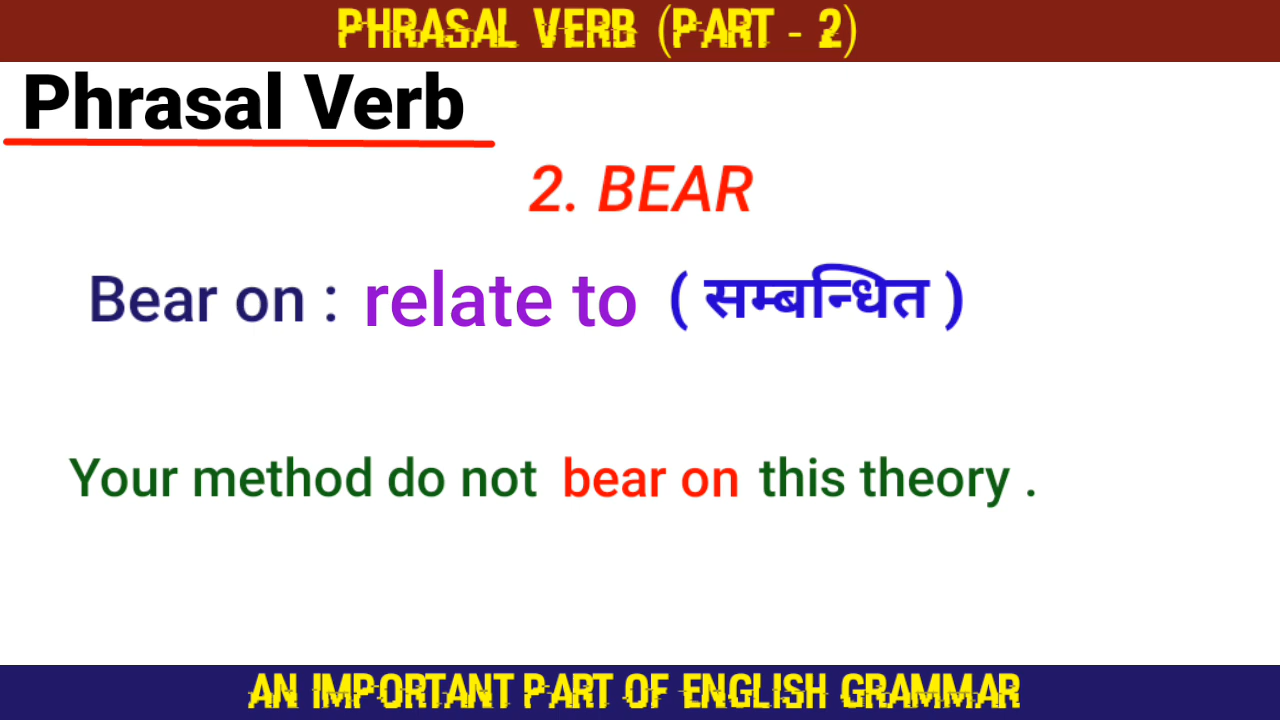 PHRASAL VERB (PART - 2)
Phrasal Verb
2. BEAR
Bear on : relate to ( सम्बन्धित )
Your method do not bear on this theory .
AN IMPORTANT PART OF ENGLISH GRAMMAR